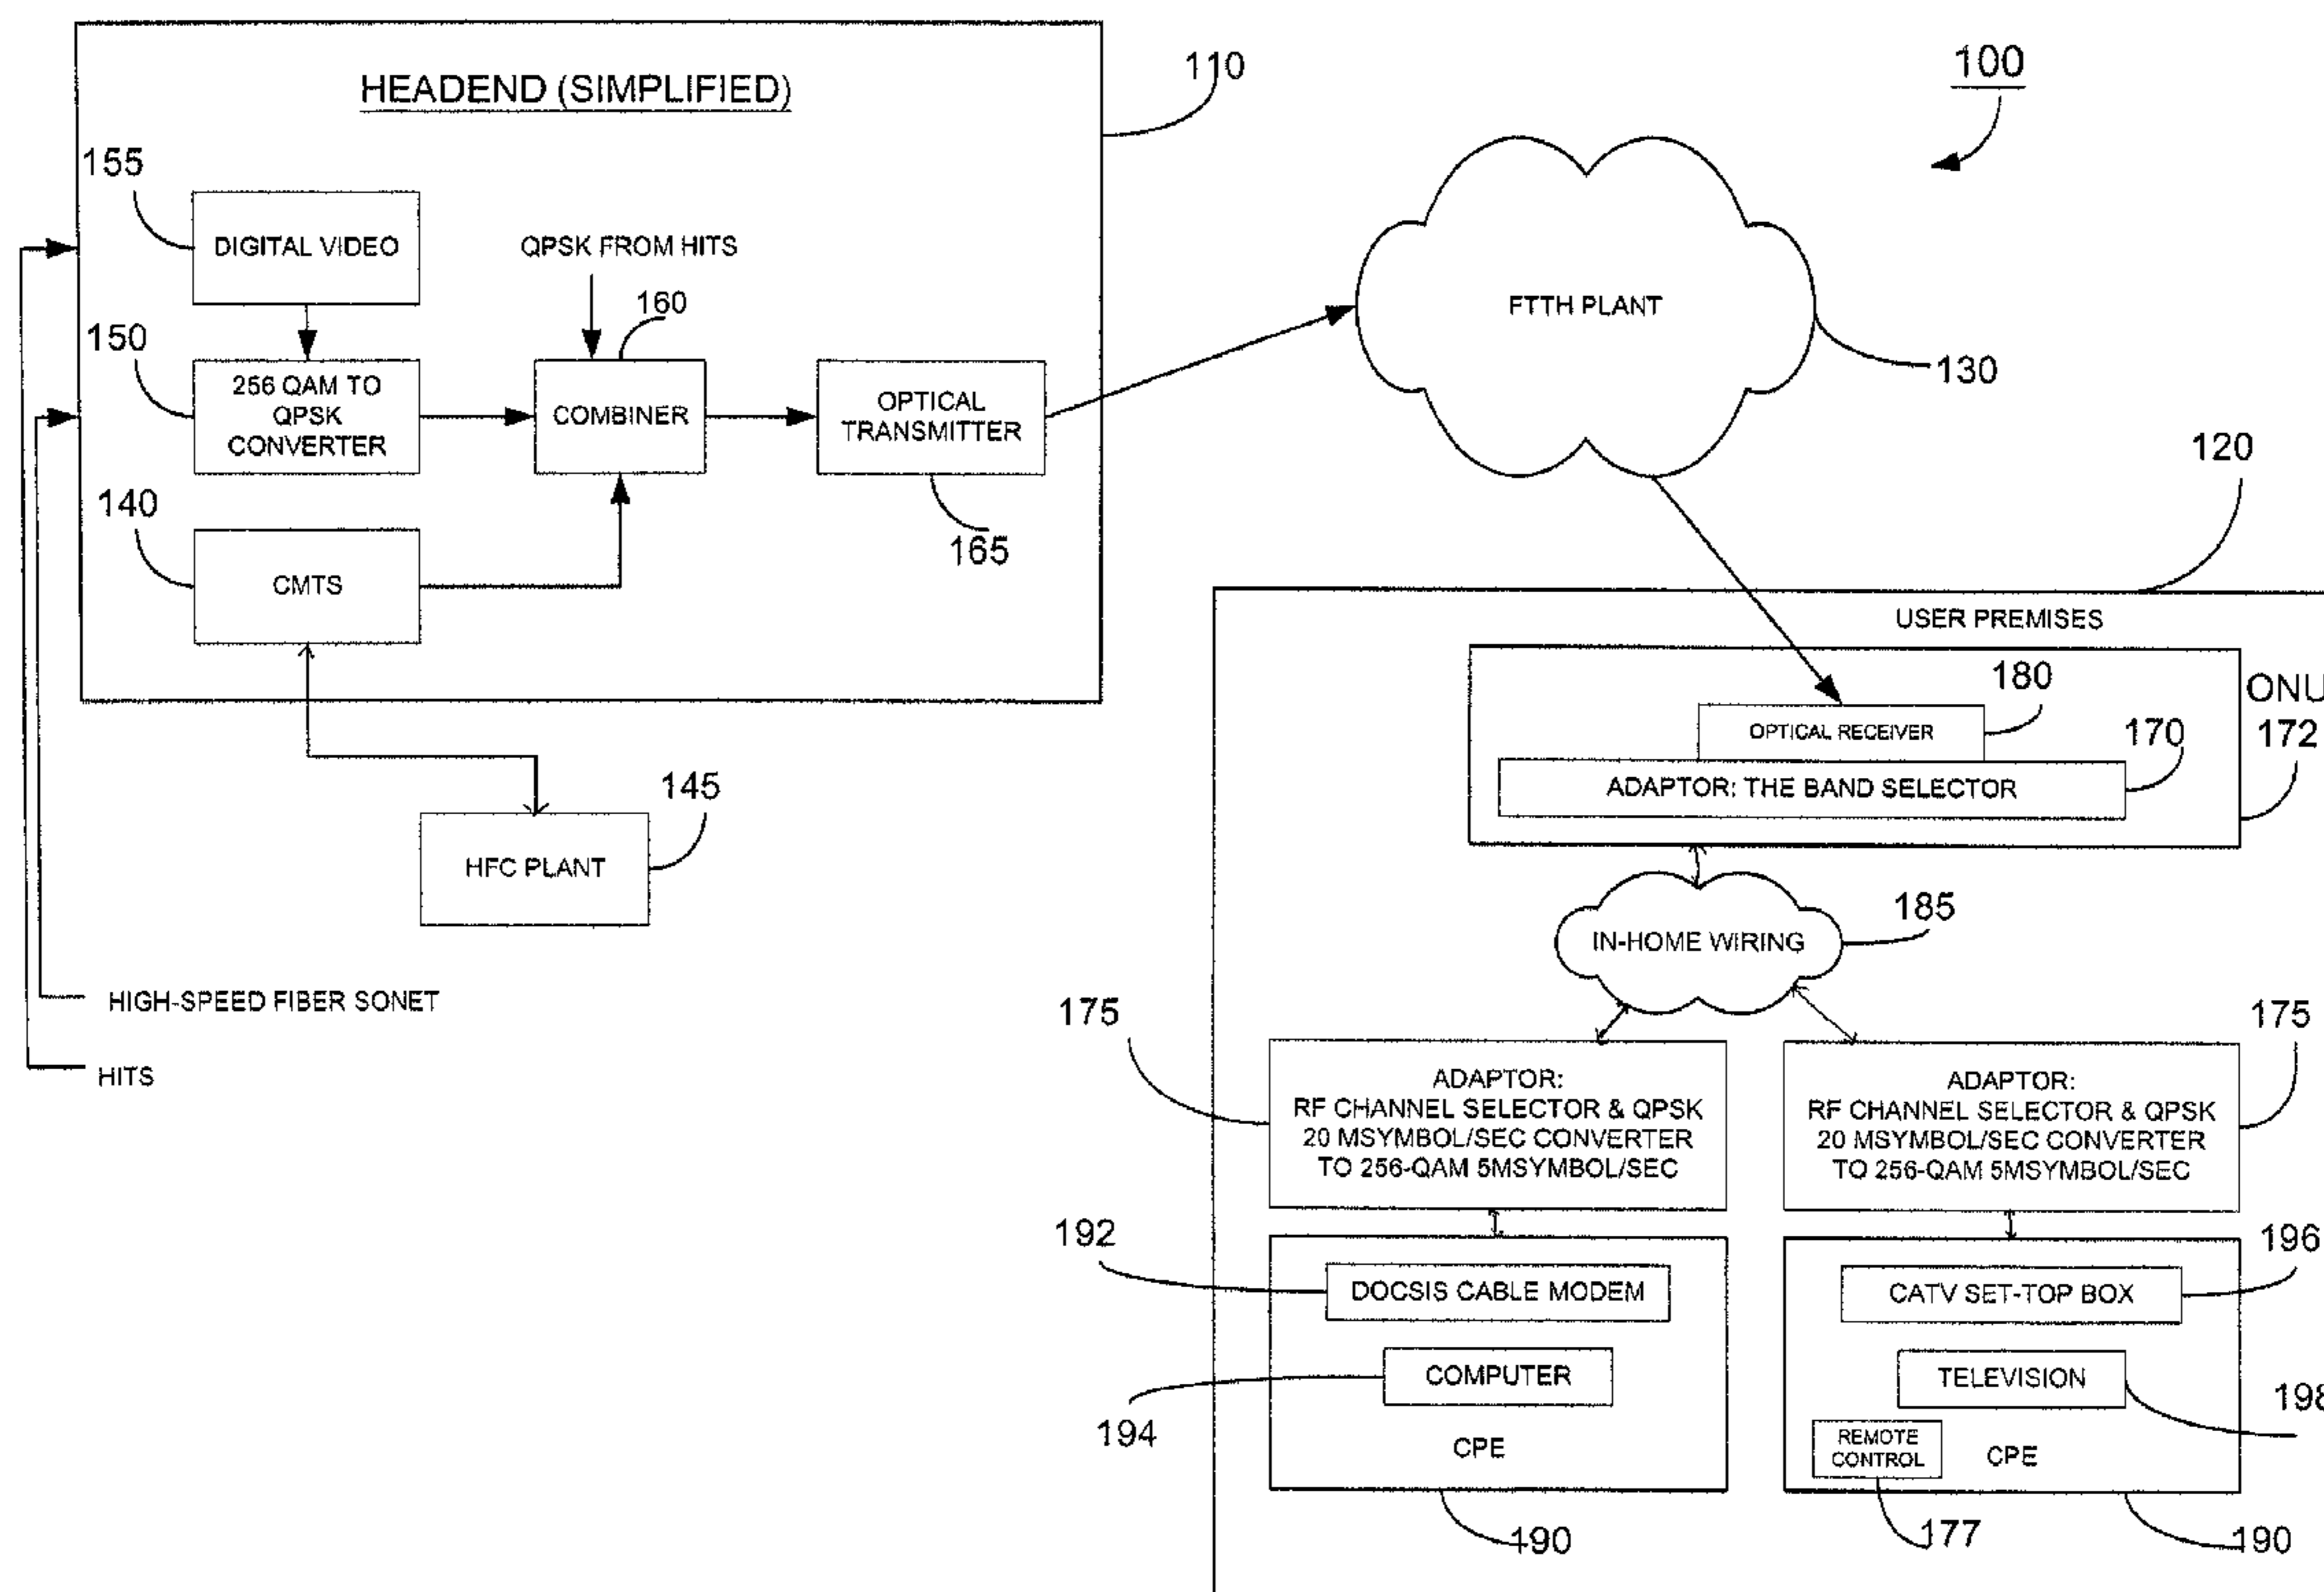 HEADEND (SIMPLIFIED)
110
100
155
DIGITAL VIDEO
QPSK FROM HITS
160
150
256 QAM TO
QPSK
CONVERTER
COMBINER
OPTICAL
TRANSMITTER
165
140
CMTS
FTTH PLANT
130
120
145
HFC PLANT
HIGH-SPEED FIBER SONET
HITS
USER PREMISES
180
ONU
172
OPTICAL RECEIVER
170
ADAPTOR: THE BAND SELECTOR
185
IN-HOME WIRING
175
ADAPTOR:
RF CHANNEL SELECTOR & QPSK
20 MSYMBOL/SEC CONVERTER
TO 256-QAM 5MSYMBOL/SEC
175
ADAPTOR:
RF CHANNEL SELECTOR & QPSK
20 MSYMBOL/SEC CONVERTER
TO 256-QAM 5MSYMBOL/SEC
192
DOCSIS CABLE MODEM
COMPUTER
194
CPE
190
196
CATV SET-TOP BOX
TELEVISION
198
REMOTE
CONTROL
CPE
177
190